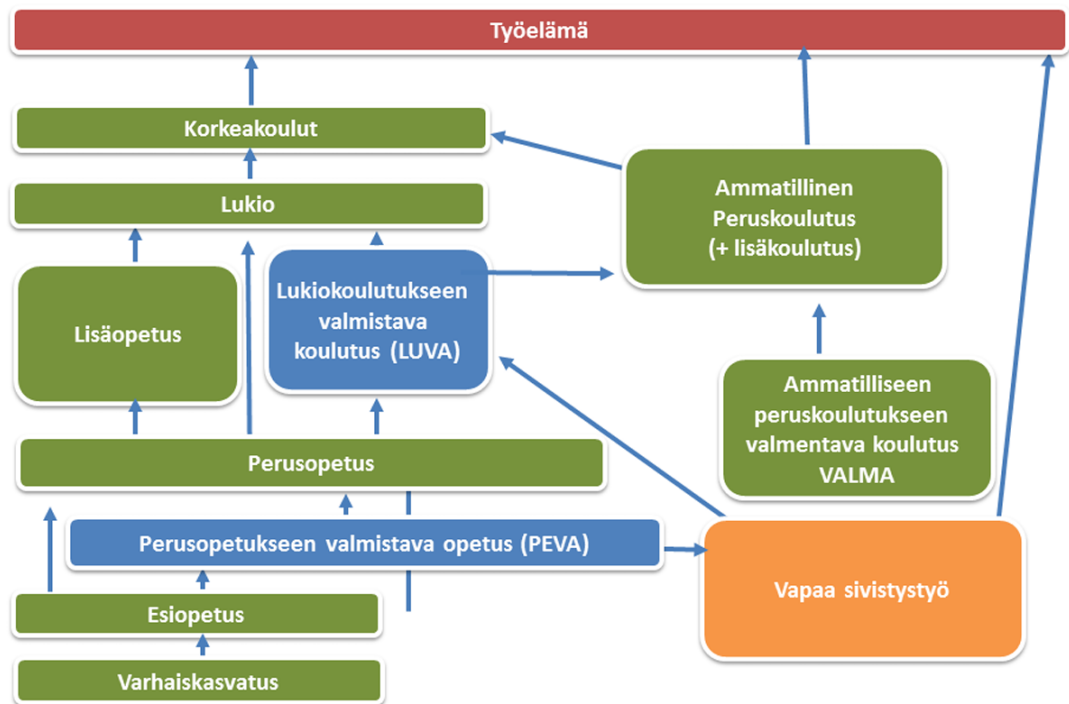 Työelämä
Korkeakoulut
Lukio
Ammatillinen
Peruskoulutus
(+ lisäkoulutus)
Lisäopetus
Lukiokoulutukseen
valmistava
koulutus (LUVA)
Ammatilliseen
peruskoulutukseen
valmentava koulutus
VALMA
Perusopetus
Perusopetukseen valmistava opetus (PEVA)
Vapaa sivistystyö
Esiopetus
Varhaiskasvatus